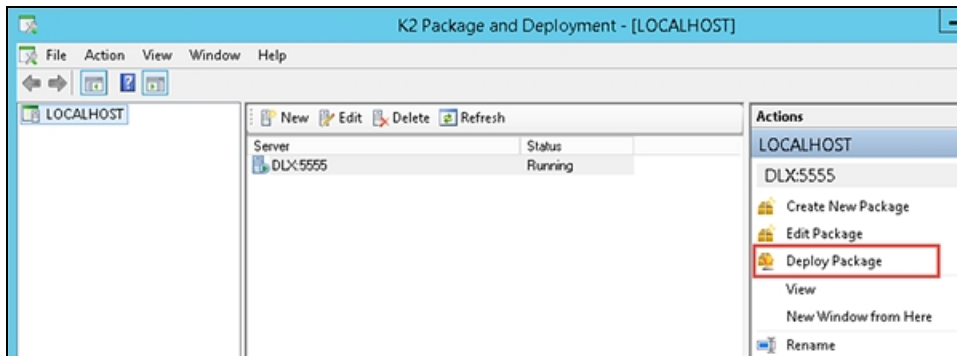 K2 Package and Deployment - [LOCALHOST]
File Action View Window Help
LOCALHOST
New Edit Delete Refresh
Server Status
DLX:5555 Running
Actions
LOCALHOST
DLX:5555
Create New Package
Edit Package
Deploy Package
View
New Window from Here
Rename